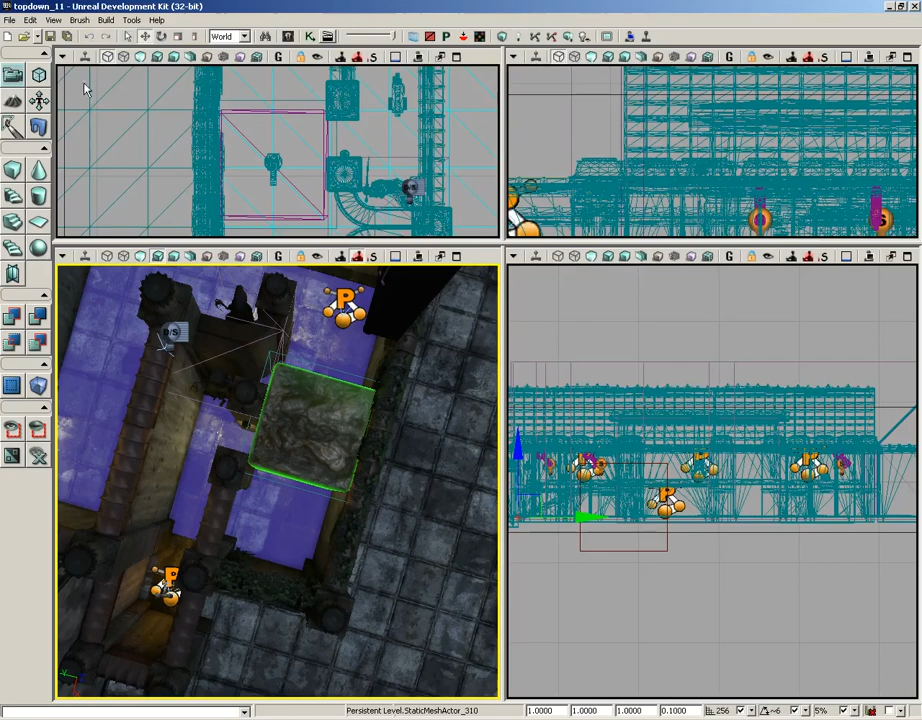 topdown_11 - Unreal Development Kit (32-bit)
File Edit View Brush Build Tools Help
World
G
S
G
S
G
S
G
S
P
D/S
P
P
Persistent Level.StaticMeshActor_310
1.0000 1.0000 1.0000 0.1000
256
~6
5%